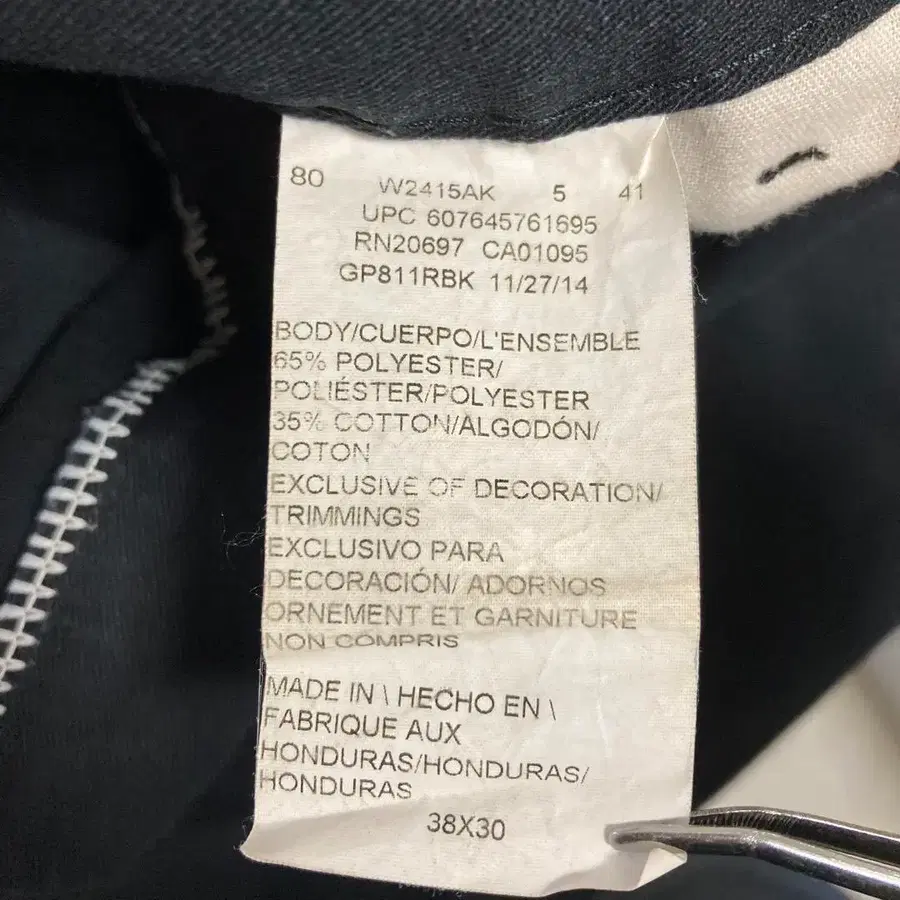 80 W2415AK 5 41
UPC 607645761695
RN20697 CA01095
GP811RBK 11/27/14
BODY/CUERPO/L'ENSEMBLE
65% POLYESTER/
POLIÉSTER/POLYESTER
35% COTTON/ALGODÓN/
COTON
EXCLUSIVE OF DECORATION/
TRIMMINGS
EXCLUSIVO PARA
DECORACIÓN/ ADORNOS
ORNEMENT ET GARNITURE
NON COMPRIS
MADE IN \ HECHO EN \
FABRIQUE AUX
HONDURAS/HONDURAS/
HONDURAS
38X30